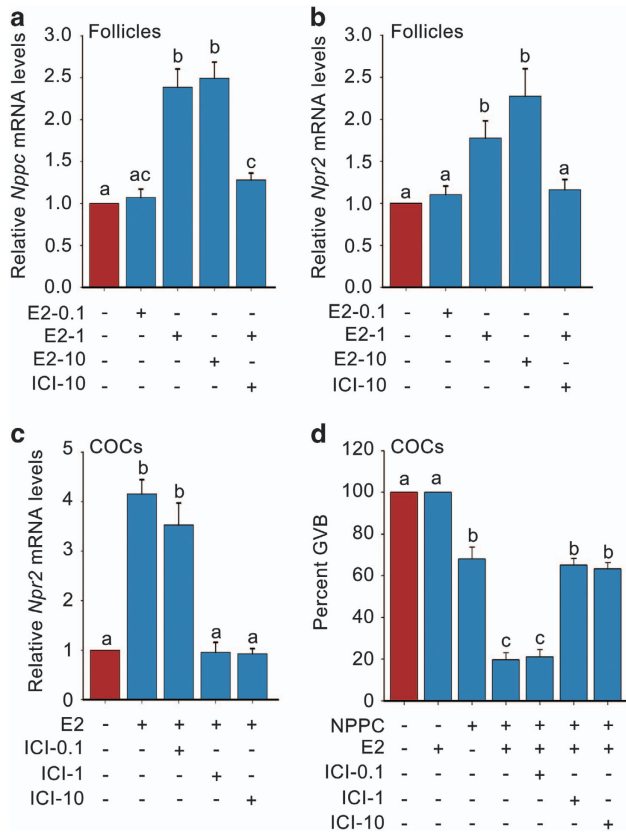 a
Follicles
Relative Nppc mRNA levels
3.0
2.5
2.0
1.5
1.0
0.5
0.0
a
ac
b
b
c
E2-0.1 - + - - -
E2-1 - - + - +
E2-10 - - - + -
ICI-10 - - - - +
b
Follicles
Relative Npr2 mRNA levels
3.0
2.5
2.0
1.5
1.0
0.5
0.0
a
a
b
b
a
E2-0.1 - + - - -
E2-1 - - + - +
E2-10 - - - + -
ICI-10 - - - - +
c
COCs
Relative Npr2 mRNA levels
5
4
3
2
1
0
a
b
b
a
a
E2 - + + + +
ICI-0.1 - - + - -
ICI-1 - - - + -
ICI-10 - - - - +
d
COCs
Percent GVB
120
100
80
60
40
20
0
a
a
b
c
c
b
b
NPPC - - + + + + +
E2 - + - + + + +
ICI-0.1 - - - - + - -
ICI-1 - - - - - + -
ICI-10 - - - - - - +